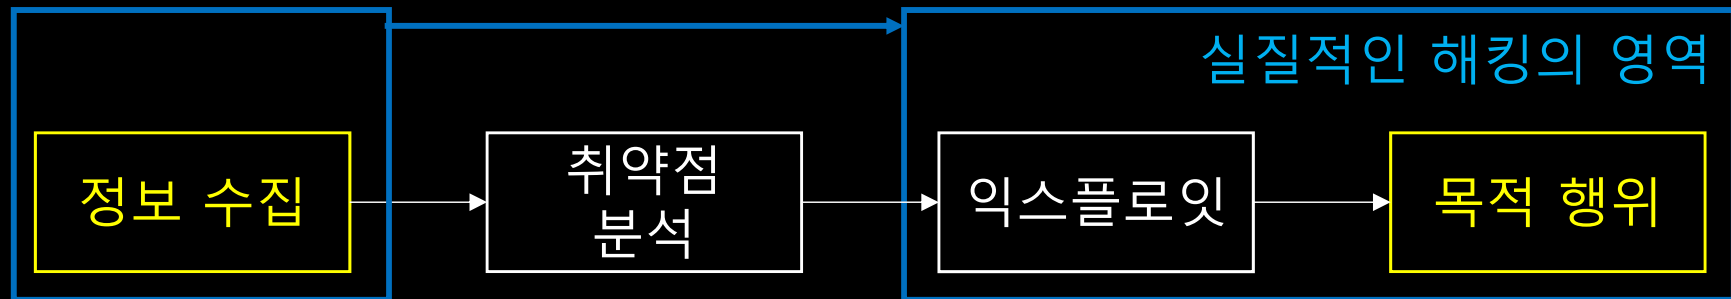 실질적인 해킹의 영역
정보 수집
취약점
분석
익스플로잇
목적 행위